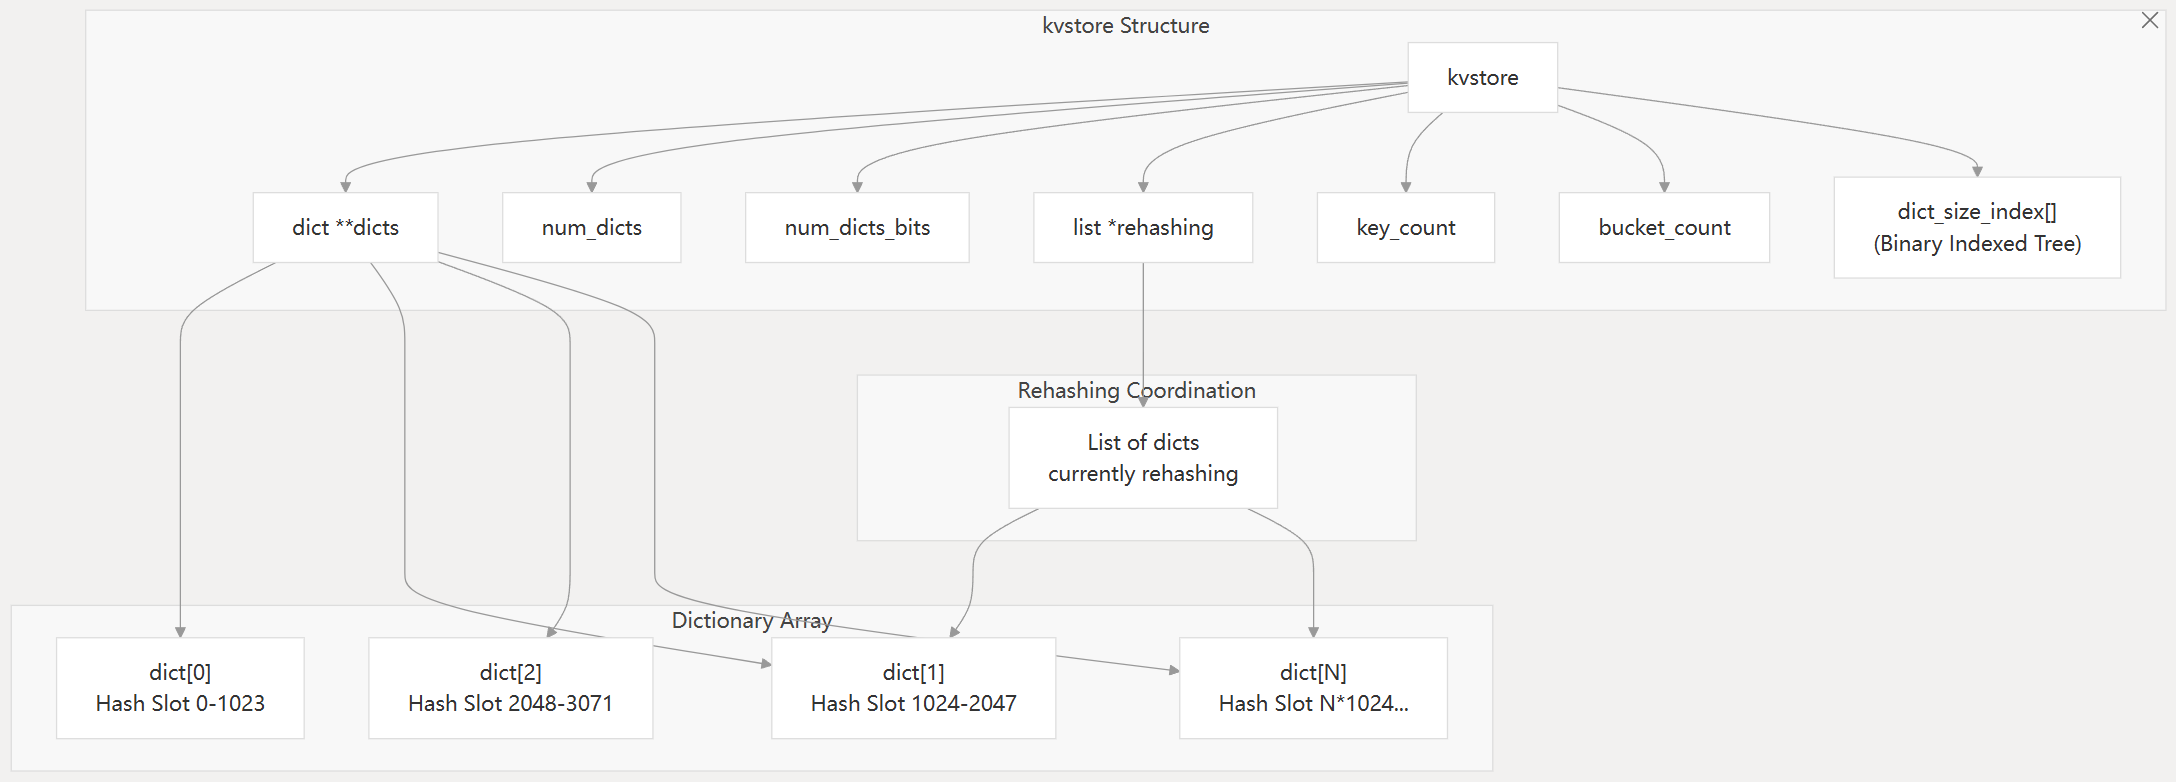 kvstore Structure
kvstore
dict **dicts
num_dicts
num_dicts_bits
list *rehashing
key_count
bucket_count
dict_size_index[]
(Binary Indexed Tree)
Rehashing Coordination
List of dicts
currently rehashing
Dictionary Array
dict[0]
Hash Slot 0-1023
dict[2]
Hash Slot 2048-3071
dict[1]
Hash Slot 1024-2047
dict[N]
Hash Slot N*1024...